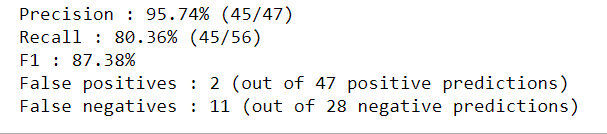 Precision : 95.74% (45/47)
Recall : 80.36% (45/56)
F1 : 87.38%
False positives : 2 (out of 47 positive predictions)
False negatives : 11 (out of 28 negative predictions)